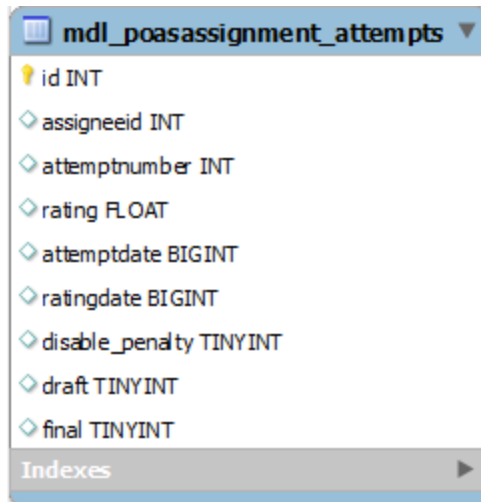 mdl_poasassignment_attempts
id INT
assigneeid INT
attemptnumber INT
rating FLOAT
attemptdate BIGINT
ratingdate BIGINT
disable_penalty TINYINT
draft TINYINT
final TINYINT
Indexes